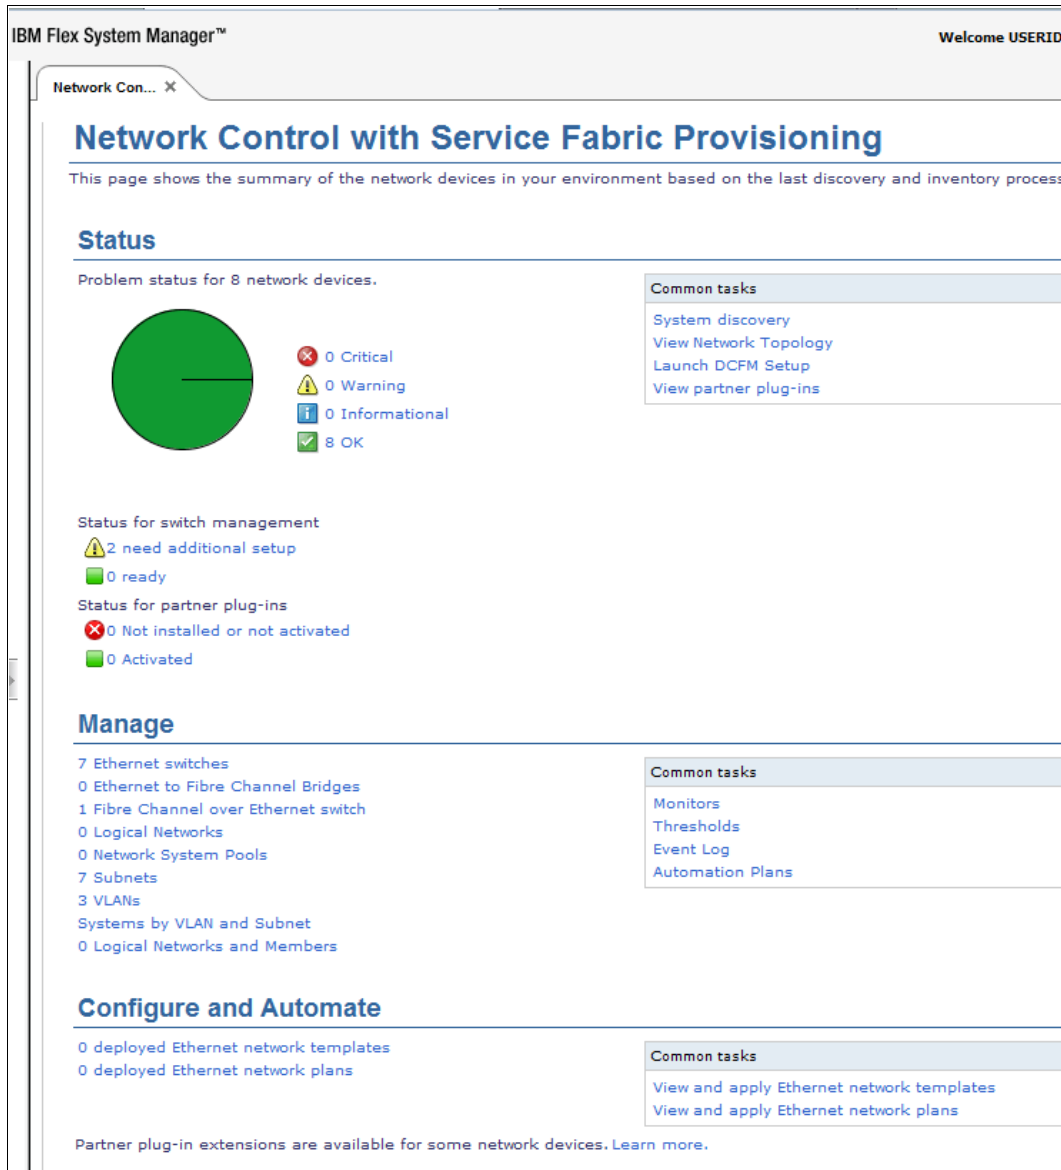 IBM Flex System Manager™
Welcome USERID
Network Con...
Network Control with Service Fabric Provisioning
This page shows the summary of the network devices in your environment based on the last discovery and inventory process
Status
Problem status for 8 network devices.
0 Critical
0 Warning
0 Informational
8 OK
Common tasks
System discovery
View Network Topology
Launch DCFM Setup
View partner plug-ins
Status for switch management
2 need additional setup
0 ready
Status for partner plug-ins
0 Not installed or not activated
0 Activated
Manage
7 Ethernet switches
0 Ethernet to Fibre Channel Bridges
1 Fibre Channel over Ethernet switch
0 Logical Networks
0 Network System Pools
7 Subnets
3 VLANs
Systems by VLAN and Subnet
0 Logical Networks and Members
Common tasks
Monitors
Thresholds
Event Log
Automation Plans
Configure and Automate
0 deployed Ethernet network templates
0 deployed Ethernet network plans
Common tasks
View and apply Ethernet network templates
View and apply Ethernet network plans
Partner plug-in extensions are available for some network devices. Learn more.